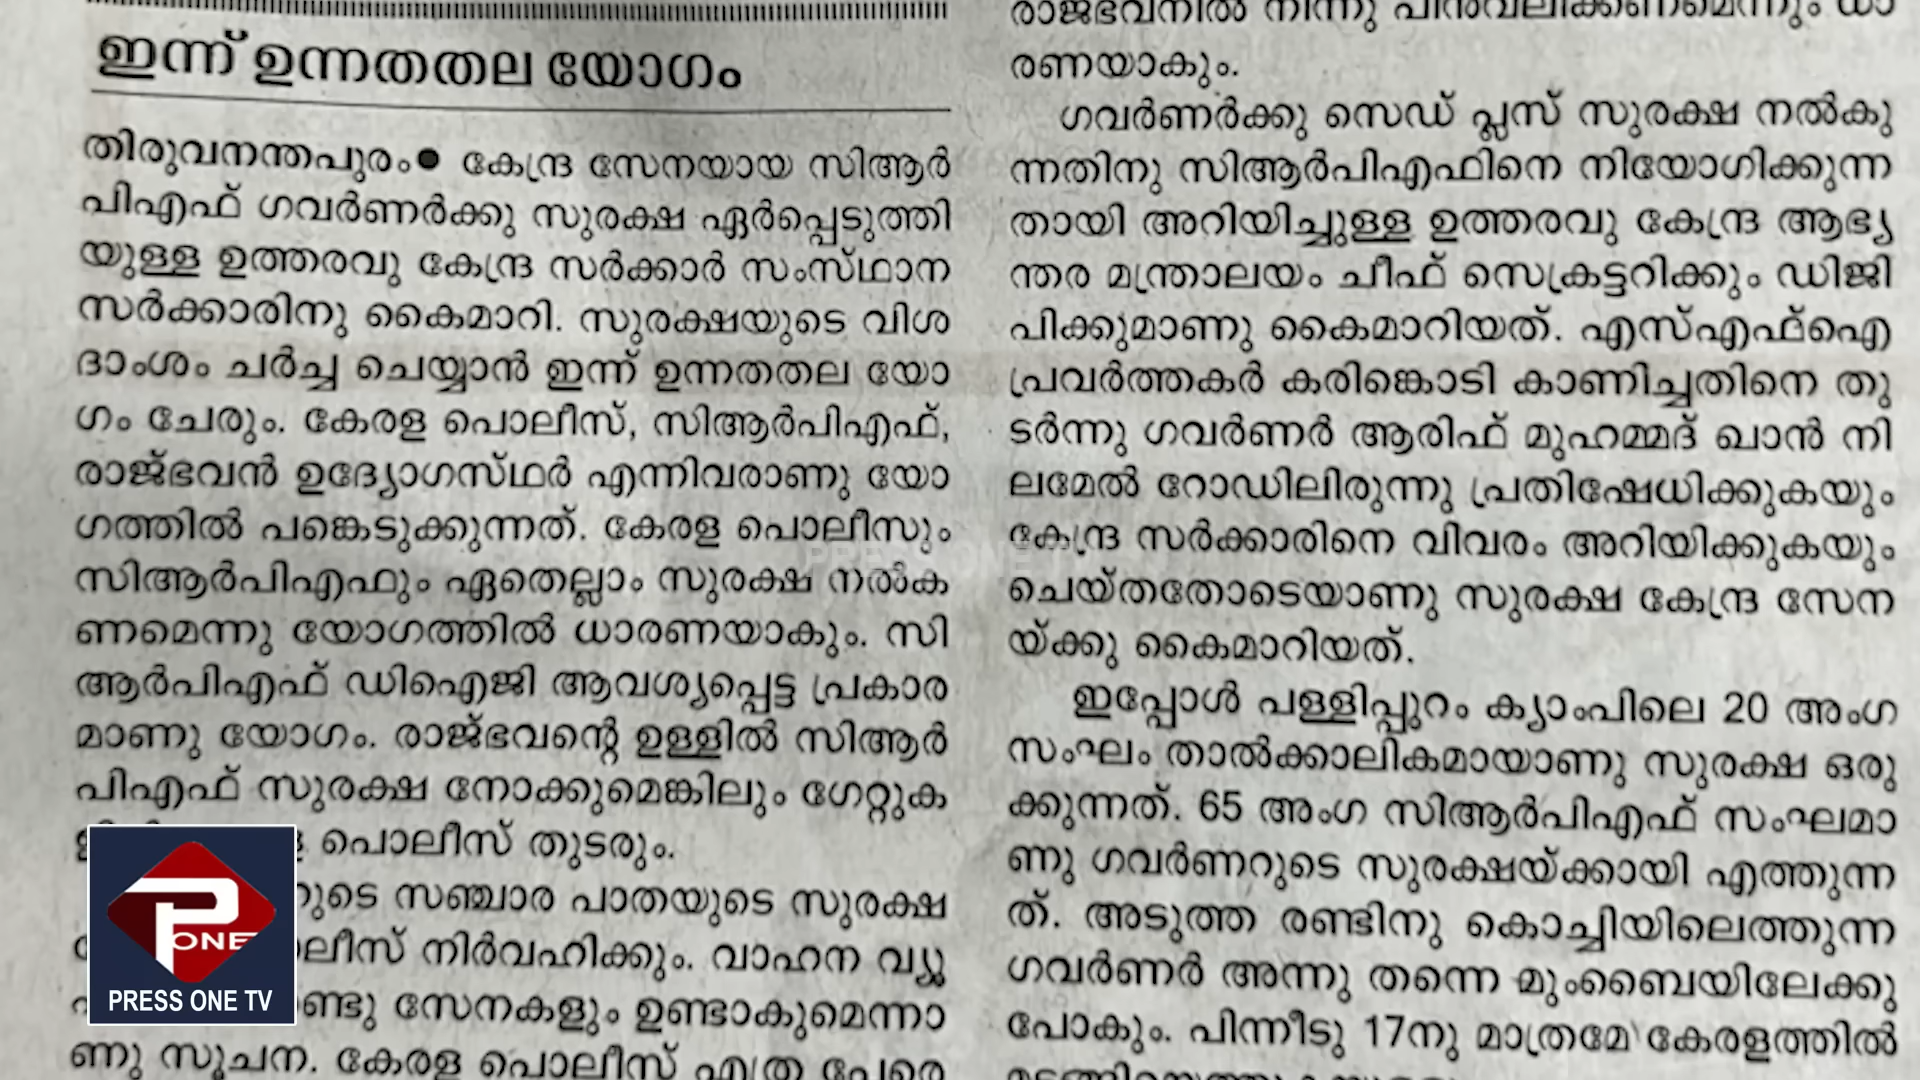 ഇന്ന് ഉന്നതതല യോഗം
തിരുവനന്തപുരം● കേന്ദ്ര സേനയായ സിആർ
പിഎഫ് ഗവർണർക്കു സുരക്ഷ ഏർപ്പെടുത്തി
യുള്ള ഉത്തരവു കേന്ദ്ര സർക്കാർ സംസ്ഥാന
സർക്കാരിനു കൈമാറി. സുരക്ഷയുടെ വിശ
ദാംശം ചർച്ച ചെയ്യാൻ ഇന്ന് ഉന്നതതല യോ
ഗം ചേരും. കേരള പൊലീസ്, സിആർപിഎഫ്,
രാജ്ഭവൻ ഉദ്യോഗസ്ഥർ എന്നിവരാണു യോ
ഗത്തിൽ പങ്കെടുക്കുന്നത്. കേരള പൊലീസും
സിആർപിഎഫും ഏതെല്ലാം സുരക്ഷ നൽക
ണമെന്നു യോഗത്തിൽ ധാരണയാകും. സി
ആർപിഎഫ് ഡിഐജി ആവശ്യപ്പെട്ട പ്രകാര
മാണു യോഗം. രാജ്ഭവന്റെ ഉള്ളിൽ സിആർ
പിഎഫ് സുരക്ഷ നോക്കുമെങ്കിലും ഗേറ്റുക
പൊലീസ് തുടരും.
റുടെ സഞ്ചാര പാതയുടെ സുരക്ഷ
ലീസ് നിർവഹിക്കും. വാഹന വ്യൂ
ണ്ടു സേനകളും ഉണ്ടാകുമെന്നാ
ണു സൂചന. കേരള പൊലീസ് എത്ര പേരെ
രാജ്ഭവനിൽ നിന്നു പിൻവലിക്കണമെന്നും ധാ
രണയാകും.
ഗവർണർക്കു സെഡ് പ്ലസ് സുരക്ഷ നൽകു
ന്നതിനു സിആർപിഎഫിനെ നിയോഗിക്കുന്ന
തായി അറിയിച്ചുള്ള ഉത്തരവു കേന്ദ്ര ആഭ്യ
ന്തര മന്ത്രാലയം ചീഫ് സെക്രട്ടറിക്കും ഡിജി
പിക്കുമാണു കൈമാറിയത്. എസ്എഫ്ഐ
പ്രവർത്തകർ കരിങ്കൊടി കാണിച്ചതിനെ തു
ടർന്നു ഗവർണർ ആരിഫ് മുഹമ്മദ് ഖാൻ നി
ലമേൽ റോഡിലിരുന്നു പ്രതിഷേധിക്കുകയും
കേന്ദ്ര സർക്കാരിനെ വിവരം അറിയിക്കുകയും
ചെയ്തതോടെയാണു സുരക്ഷ കേന്ദ്ര സേന
യ്ക്കു കൈമാറിയത്.
ഇപ്പോൾ പള്ളിപ്പുറം ക്യാംപിലെ 20 അംഗ
സംഘം താൽക്കാലികമായാണു സുരക്ഷ ഒരു
ക്കുന്നത്. 65 അംഗ സിആർപിഎഫ് സംഘമാ
ണു ഗവർണറുടെ സുരക്ഷയ്ക്കായി എത്തുന്ന
ത്. അടുത്ത രണ്ടിനു കൊച്ചിയിലെത്തുന്ന
ഗവർണർ അന്നു തന്നെ മുംബൈയിലേക്കു
പോകും. പിന്നീടു 17നു മാത്രമേ കേരളത്തിൽ
P ONE
PRESS ONE TV